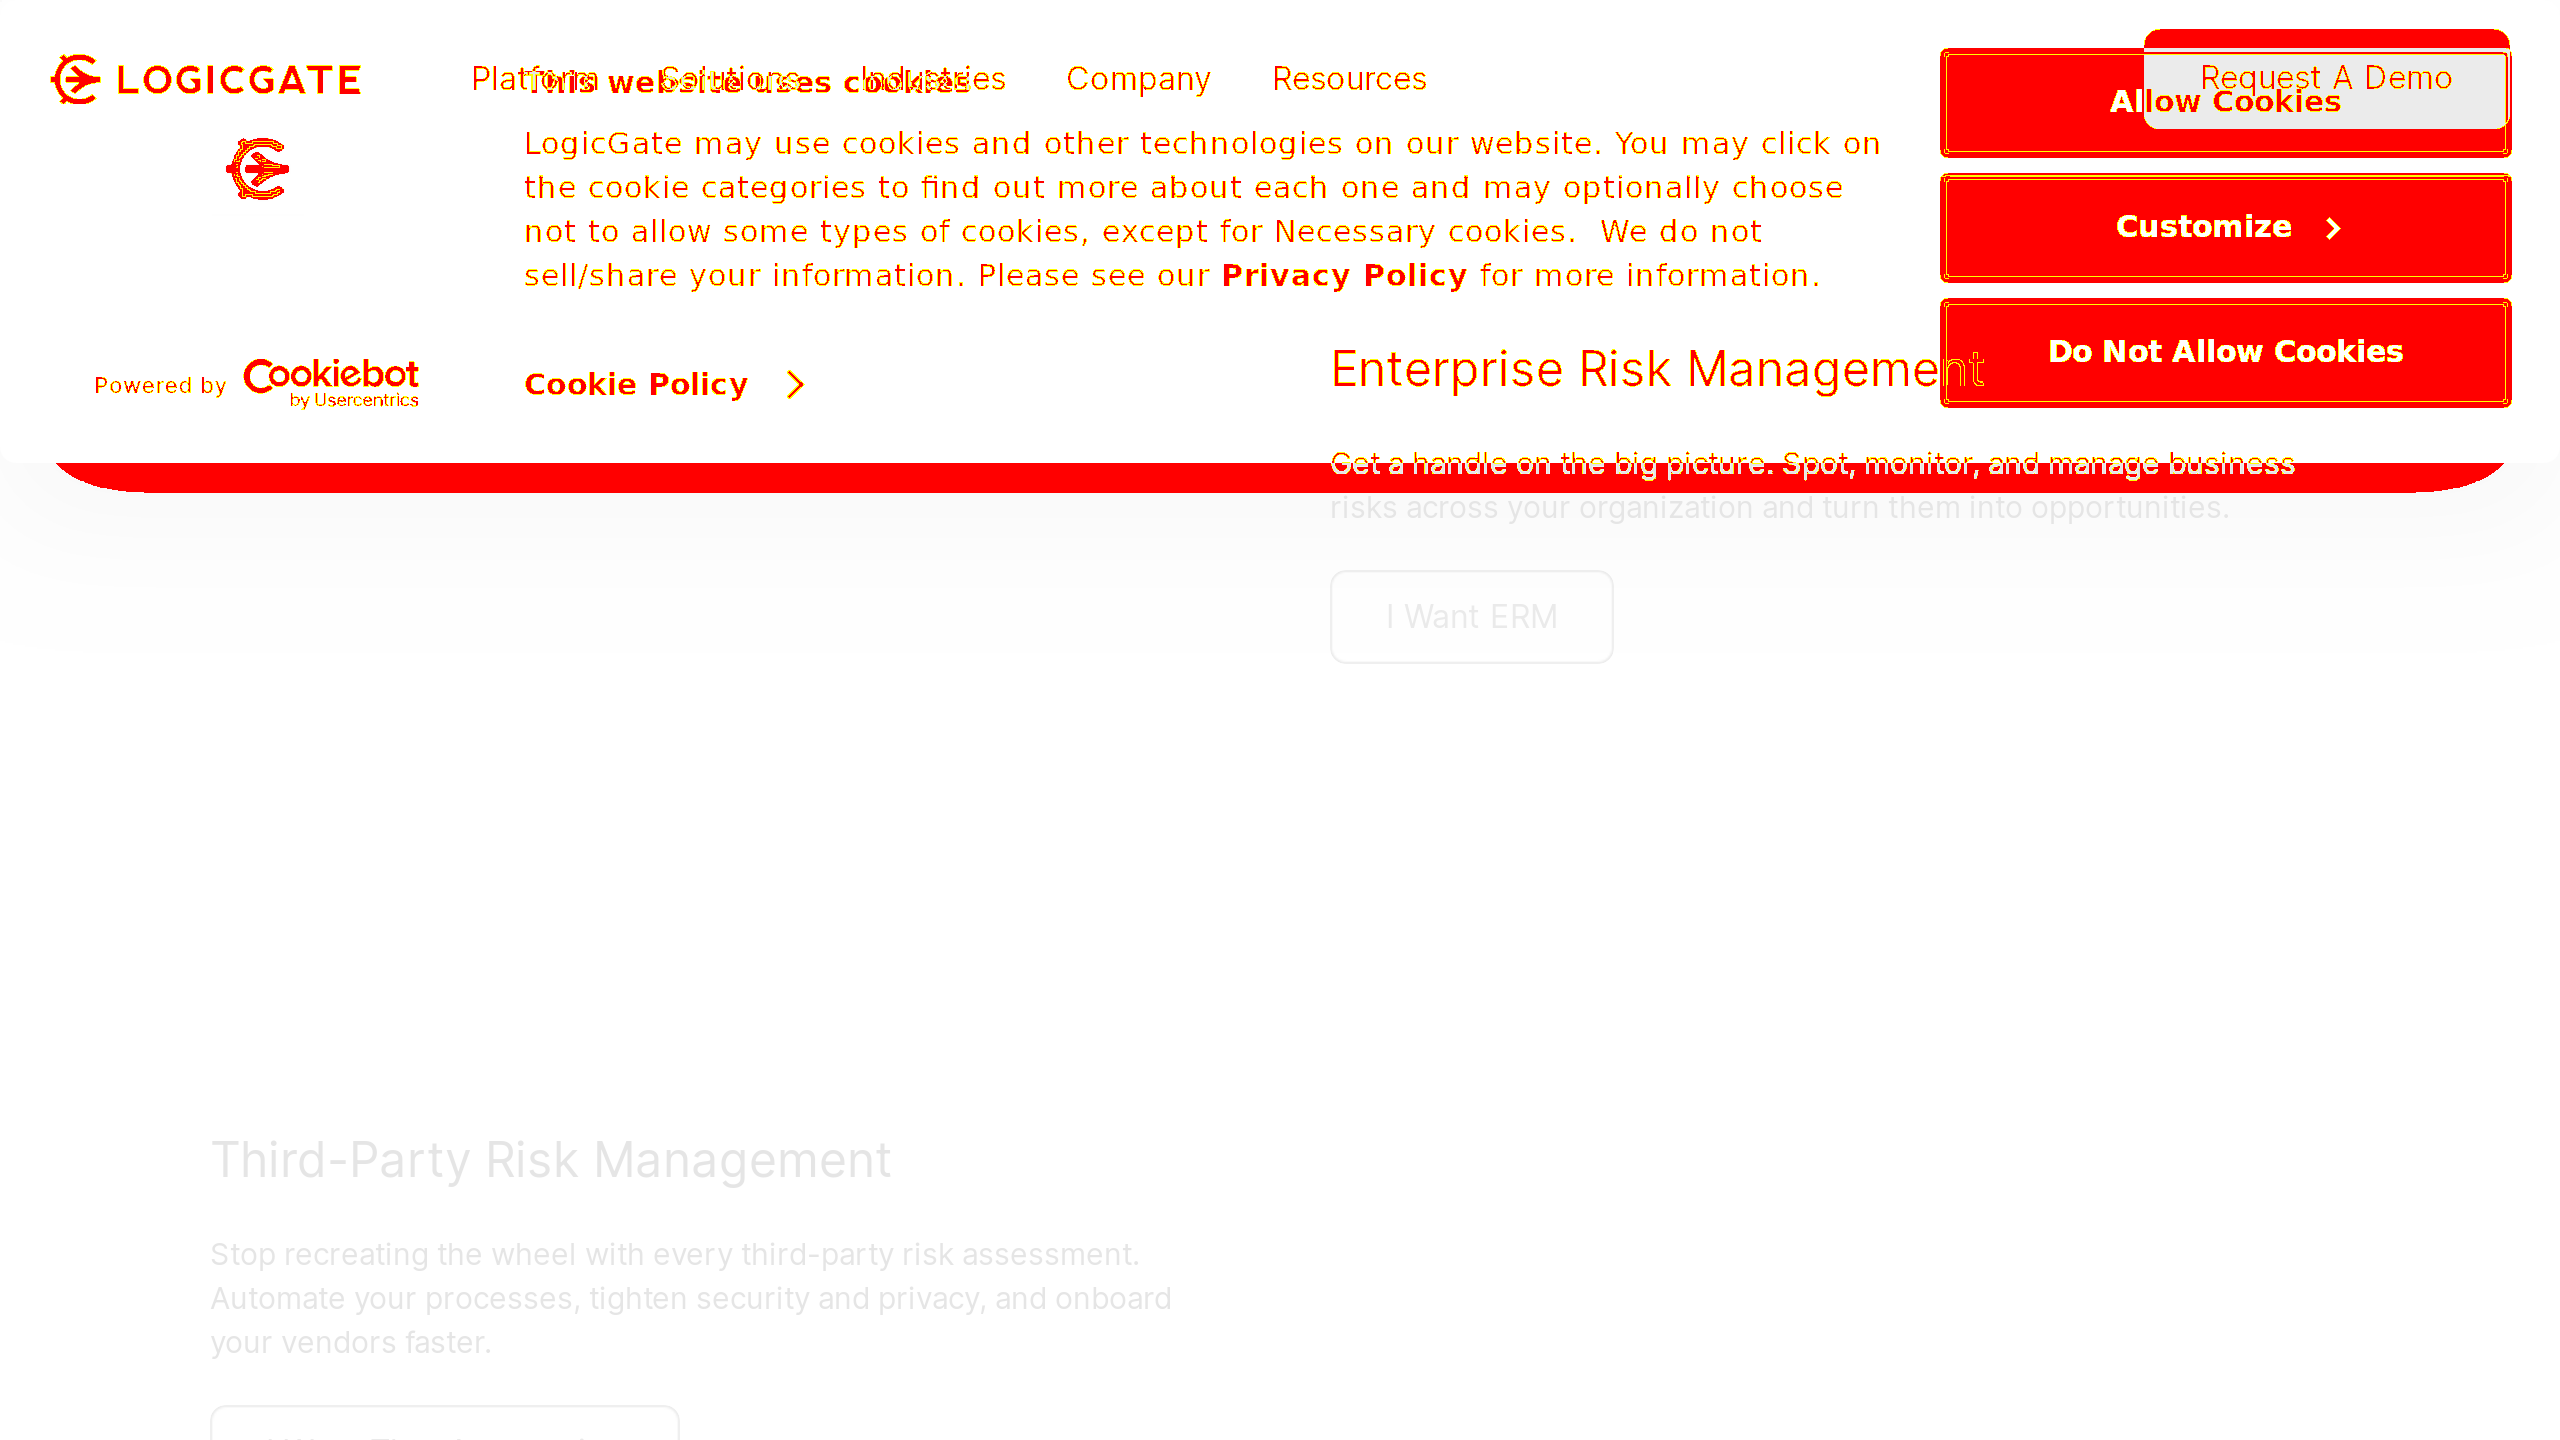 LOGICGATE
Platform Solutions Industries Company Resources
Request A Demo
This website uses cookies
LogicGate may use cookies and other technologies on our website. You may click on
the cookie categories to find out more about each one and may optionally choose
not to allow some types of cookies, except for Necessary cookies. We do not
sell/share your information. Please see our Privacy Policy for more information.
Allow Cookies
Customize
Do Not Allow Cookies
Powered by Cookiebot
by Usercentrics
Cookie Policy
Enterprise Risk Management
Get a handle on the big picture. Spot, monitor, and manage business
risks across your organization and turn them into opportunities.
I Want ERM
Third-Party Risk Management
Stop recreating the wheel with every third-party risk assessment.
Automate your processes, tighten security and privacy, and onboard
your vendors faster.